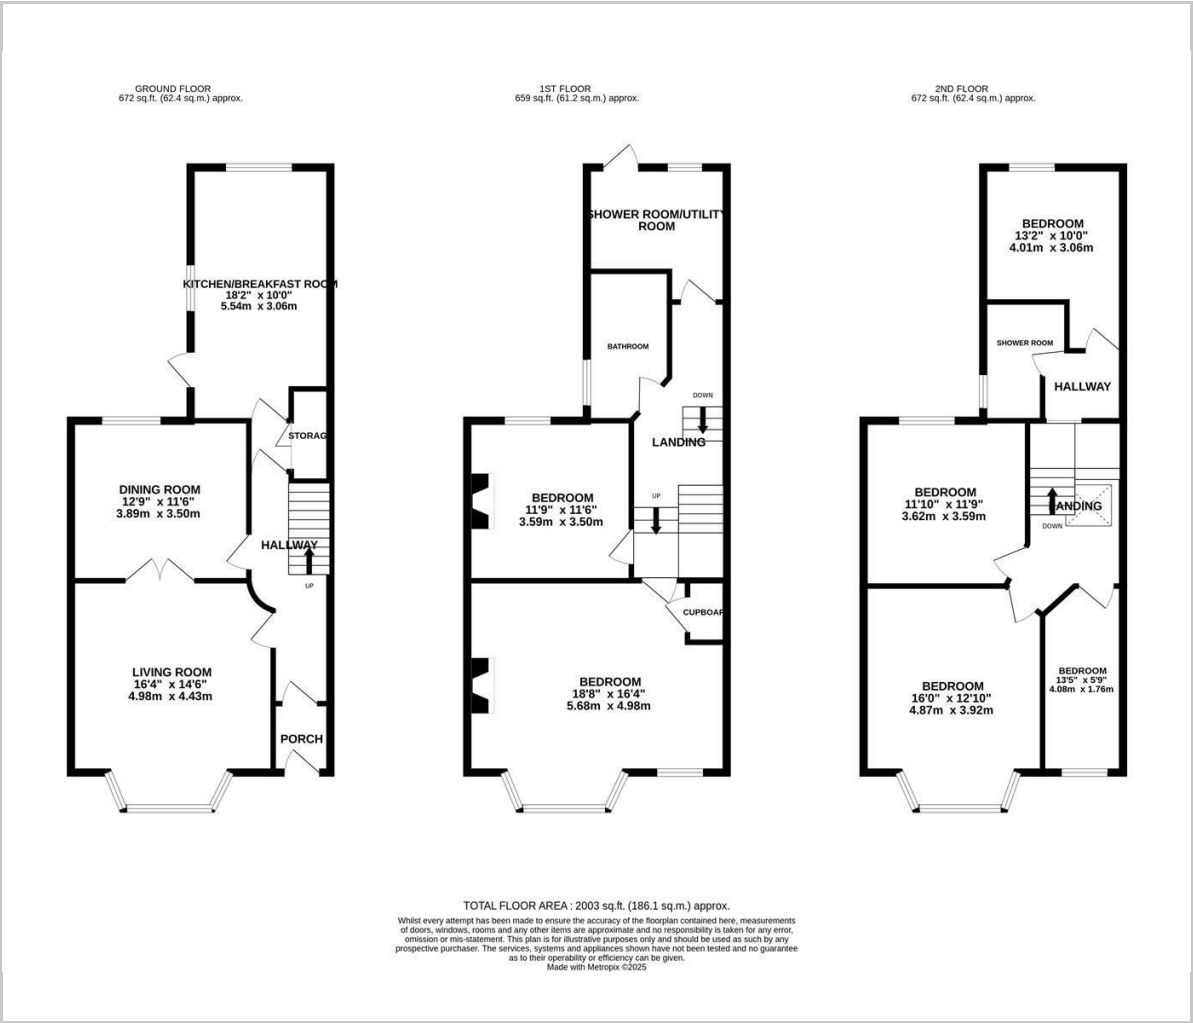 GROUND FLOOR
672 sq.ft. (62.4 sq.m.) approx.
KITCHEN/BREAKFAST ROOM
18'2" x 10'0"
5.54m x 3.06m
STORAG
DINING ROOM
12'9" x 11'6"
3.89m x 3.50m
HALLWAY
UP
LIVING ROOM
16'4" x 14'6"
4.98m x 4.43m
PORCH
1ST FLOOR
659 sq.ft. (61.2 sq.m.) approx.
SHOWER ROOM/UTILITY
ROOM
BATHROOM
DOWN
LANDING
BEDROOM
11'9" x 11'6"
3.59m x 3.50m
UP
CUPBOAR
BEDROOM
18'8" x 16'4"
5.68m x 4.98m
2ND FLOOR
672 sq.ft. (62.4 sq.m.) approx.
BEDROOM
13'2" x 10'0"
4.01m x 3.06m
SHOWER ROOM
HALLWAY
BEDROOM
11'10" x 11'9"
3.62m x 3.59m
LANDING
DOWN
BEDROOM
16'0" x 12'10"
4.87m x 3.92m
BEDROOM
13'5" x 5'9"
4.08m x 1.76m
TOTAL FLOOR AREA : 2003 sq.ft. (186.1 sq.m.) approx.
Whilst every attempt has been made to ensure the accuracy of the floorplan contained here, measurements
of doors, windows, rooms and any other items are approximate and no responsibility is taken for any error,
omission or mis-statement. This plan is for illustrative purposes only and should be used as such by any
prospective purchaser. The services, systems and appliances shown have not been tested and no guarantee
as to their operability or efficiency can be given.
Made with Metropix ©2025